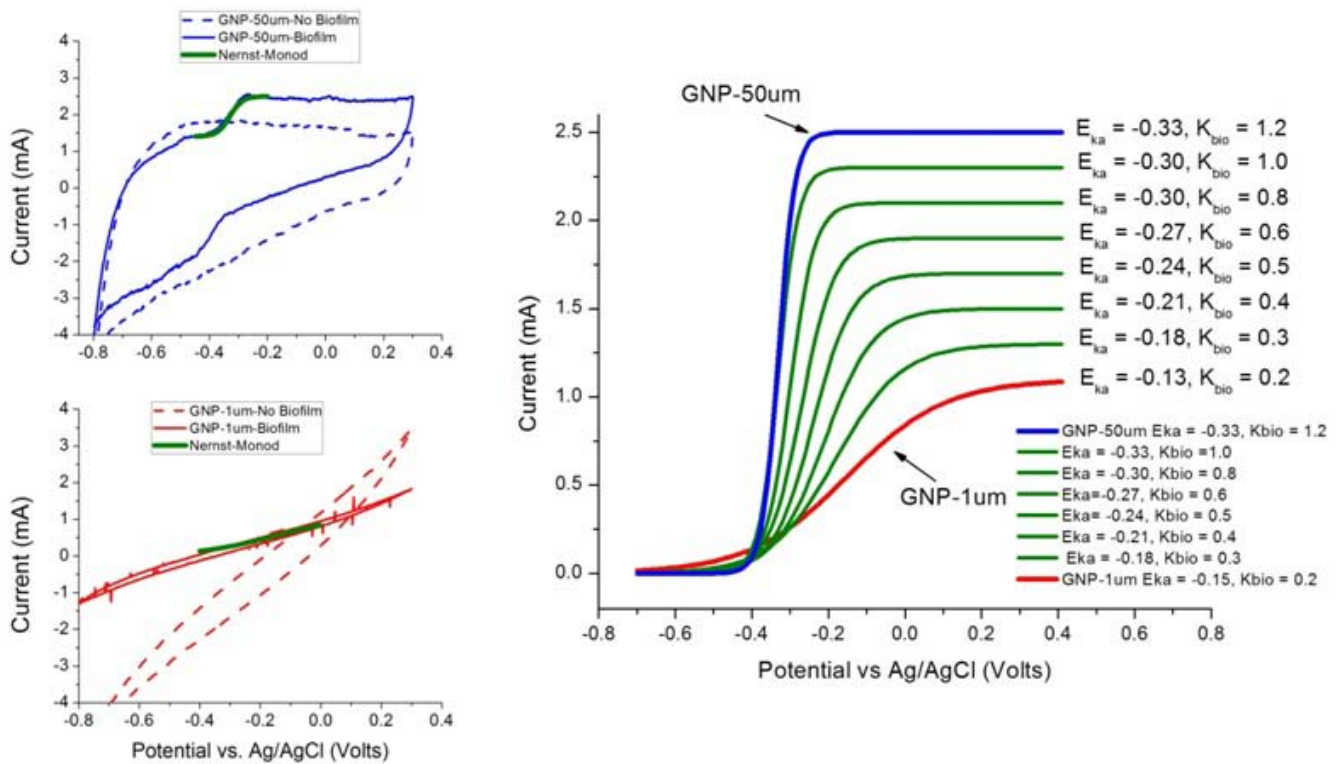 GNP-50um-No Biofilm
GNP-50um-Biofilm
Nernst-Monod
4
3
2
1
0
-1
-2
-3
-4
Current (mA)
-0.8 -0.6 -0.4 -0.2 0.0 0.2 0.4
GNP-1um-No Biofilm
GNP-1um-Biofilm
Nernst-Monod
4
3
2
1
0
-1
-2
-3
-4
Current (mA)
-0.8 -0.6 -0.4 -0.2 0.0 0.2 0.4
Potential vs. Ag/AgCl (Volts)
GNP-50um
2.5
2.0
1.5
1.0
0.5
0.0
Current (mA)
E_ka = -0.33, K_bio = 1.2
E_ka = -0.30, K_bio = 1.0
E_ka = -0.30, K_bio = 0.8
E_ka = -0.27, K_bio = 0.6
E_ka = -0.24, K_bio = 0.5
E_ka = -0.21, K_bio = 0.4
E_ka = -0.18, K_bio = 0.3
E_ka = -0.13, K_bio = 0.2
GNP-1um
GNP-50um Eka = -0.33, Kbio = 1.2
Eka = -0.33, Kbio =1.0
Eka = -0.30, Kbio = 0.8
Eka=-0.27, Kbio = 0.6
Eka= -0.24, Kbio = 0.5
Eka = -0.21, Kbio = 0.4
Eka = -0.18, Kbio = 0.3
GNP-1um Eka = -0.15, Kbio = 0.2
-0.8 -0.6 -0.4 -0.2 0.0 0.2 0.4 0.6 0.8
Potential vs Ag/AgCl (Volts)